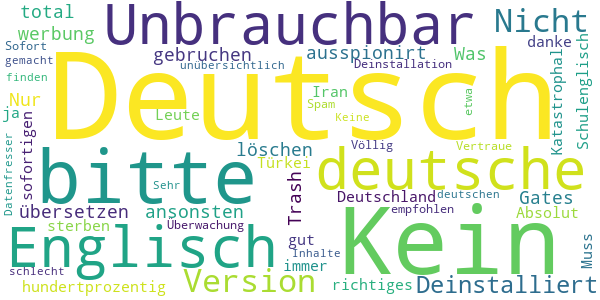 total
Unbrauchbar
Nicht
werbung
Sofort
gemacht
gebruchen
ausspioniert
Was
danke
unübersichtlich
Deinstallation
finden
Deutsch
Nur
Iran
Spam
Keine
etwa
Katastrophal
Schulenglisch
ja
Leute
sofortigen
Datenfresser
löschen
Völlig
Vertraue
Türkei
bitte
Sehr
deutsche
Trash
Deutschland
deutschen
Gates
übersetzen
ansonsten
empfohlen
Absolut
sterben
Überwachung
Kein
Englisch
gut
Inhalte
immer
Muss
schlecht
hundertprozentig
Version
richtiges
Deinstalliert